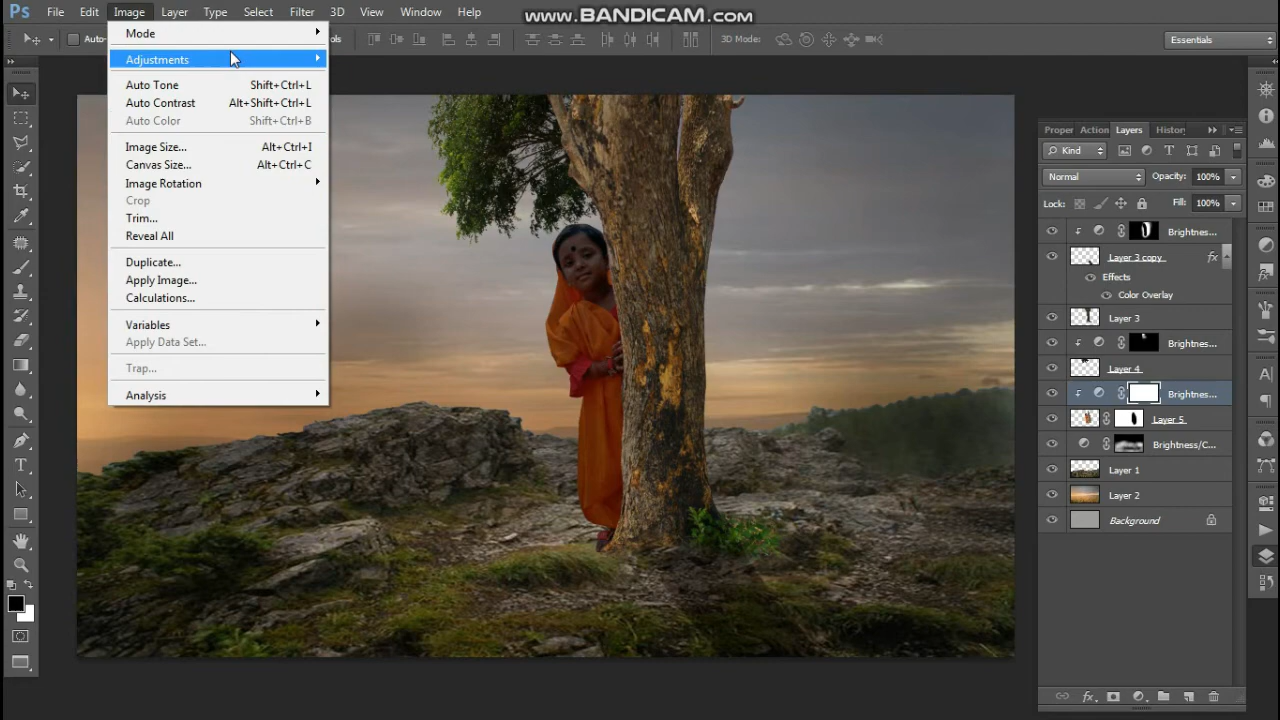 Ps File Edit Image Layer Type Select Filter 3D View Window Help
www.BANDICAM.com
Auto-
3D Mode:
Essentials
Mode
Adjustments
Auto Tone Shift+Ctrl+L
Auto Contrast Alt+Shift+Ctrl+L
Auto Color Shift+Ctrl+B
Image Size... Alt+Ctrl+I
Canvas Size... Alt+Ctrl+C
Image Rotation
Crop
Trim...
Reveal All
Duplicate...
Apply Image...
Calculations...
Variables
Apply Data Set...
Trap...
Analysis
Proper Action Layers History
Kind
Normal Opacity: 100%
Lock: Fill: 100%
Brightnes...
Layer 3 copy fx
Effects
Color Overlay
Layer 3
Brightnes...
Layer 4
Brightnes...
Layer 5
Brightness/C...
Layer 1
Layer 2
Background